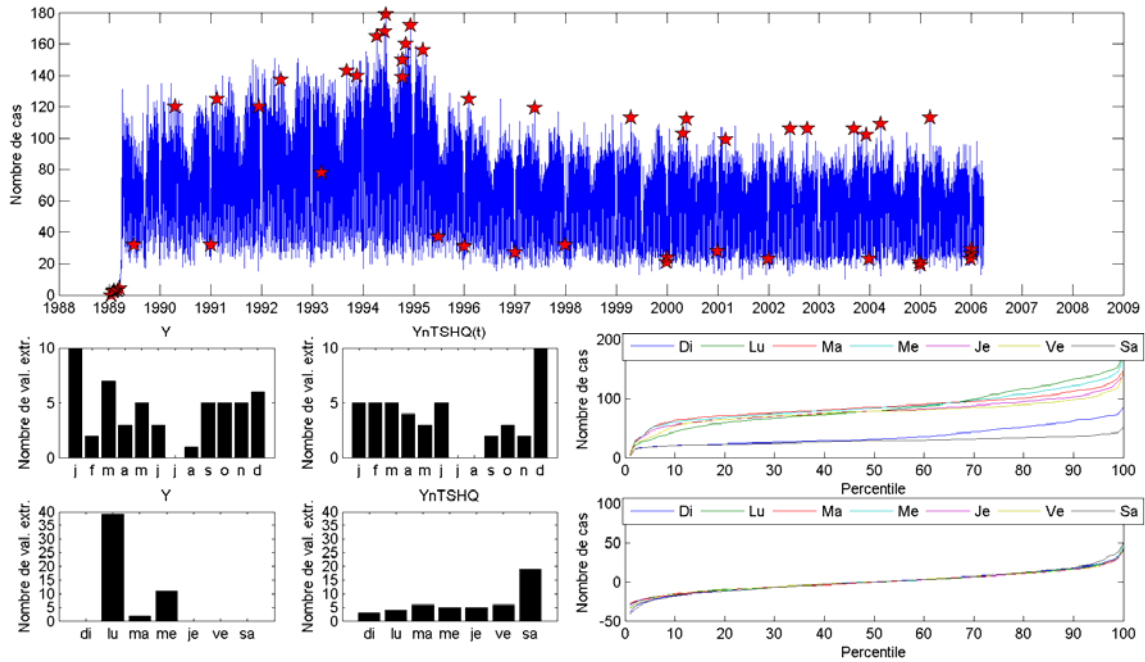 180
160
140
120
100
80
60
40
20
0
Nombre de cas
1988 1989 1990 1991 1992 1993 1994 1995 1996 1997 1998 1999 2000 2001 2002 2003 2004 2005 2006 2007 2008 2009
Y
Nombre de val. extr.
10
5
0
j f m a m j j a s o n d
YnTSHQ(t)
Nombre de val. extr.
10
5
0
j f m a m j j a s o n d
Nombre de cas
200
100
0
Di Lu Ma Me Je Ve Sa
0 10 20 30 40 50 60 70 80 90 100
Percentile
Y
Nombre de val. extr.
40
35
30
25
20
15
10
5
0
di lu ma me je ve sa
YnTSHQ
Nombre de val. extr.
40
35
30
25
20
15
10
5
0
di lu ma me je ve sa
Nombre de cas
100
50
0
-50
Di Lu Ma Me Je Ve Sa
0 10 20 30 40 50 60 70 80 90 100
Percentile